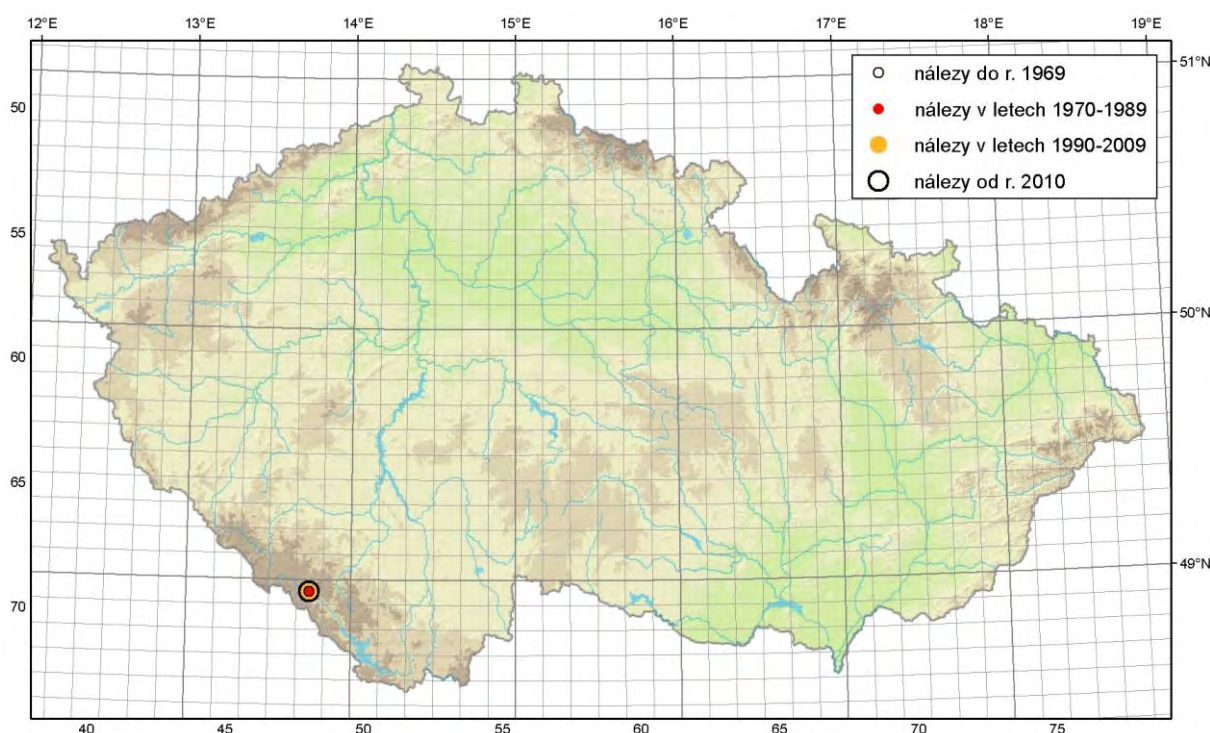 12°E 13°E 14°E 15°E 16°E 17°E 18°E 19°E
nálezy do r. 1969
nálezy v letech 1970-1989
nálezy v letech 1990-2009
nálezy od r. 2010
51°N
50
55
50°N
60
65
49°N
70
40 45 50 55 60 65 70 75